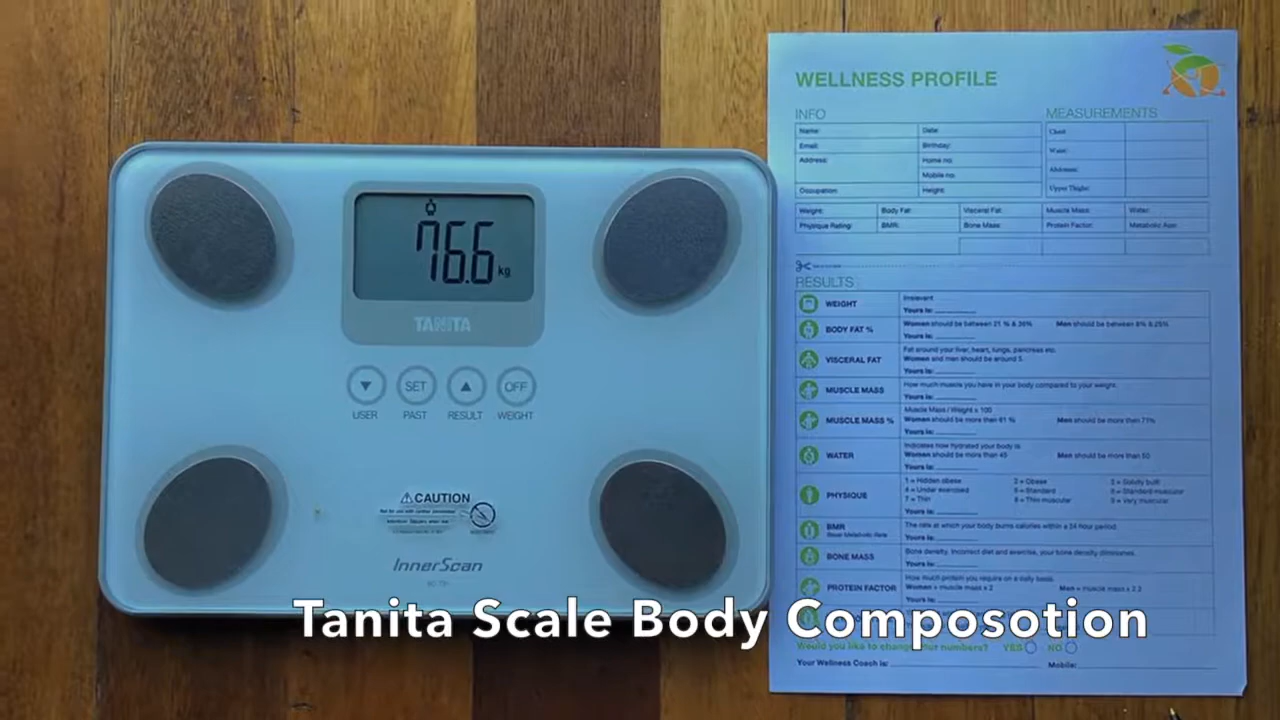 76.6 kg
TANITA
USER
SET
PAST
RESULT
OFF
WEIGHT
CAUTION
InnerScan
WELLNESS PROFILE
INFO
Name:
Date:
Email:
Birthday:
Address:
Home no:
Mobile no:
Occupation:
Height:
MEASUREMENTS
Chest:
Waist:
Abdomen:
Upper Thighs:
Weight:
Body Fat:
Visceral Fat:
Muscle Mass:
Water:
Physique Rating:
BMR:
Bone Mass:
Protein Factor:
Metabolic Age:
RESULTS
WEIGHT
Irrelevant
Yours is:
BODY FAT %
Women should be between 21 % & 36% Men should be between 8% & 25%
Yours is:
VISCERAL FAT
Fat around your liver, heart, lungs, pancreas etc.
Women and men should be around 5.
Yours is:
MUSCLE MASS
How much muscle you have in your body compared to your weight.
Yours is:
MUSCLE MASS %
Muscle Mass / Weight x 100
Women should be more than 61 % Men should be more than 71%
Yours is:
WATER
Indicates how hydrated your body is
Women should be more than 45 Men should be more than 50
Yours is:
PHYSIQUE
1 = Hidden obese 2 = Obese 3 = Solidly built
4 = Under exercised 5 = Standard 6 = Standard muscular
7 = Thin 8 = Thin muscular 9 = Very muscular
Yours is:
BMR
Basal Metabolic Rate
The rate at which your body burns calories within a 24 hour period.
Yours is:
BONE MASS
Bone density. Incorrect diet and exercise, your bone density diminishes.
Yours is:
PROTEIN FACTOR
How much protein you require on a daily basis
Women = muscle mass x 2 Men = muscle mass x 2.2
Yours is:
Tanita Scale Body Composotion
Would you like to change your numbers? YES NO
Your Wellness Coach is: Mobile: